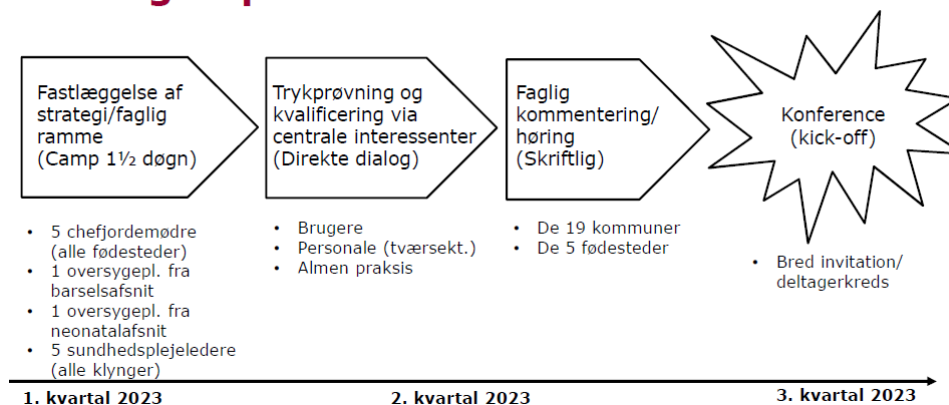 Fastlæggelse af
strategi/faglig
ramme
(Camp 1½ døgn)
Trykprøvning og
kvalificering via
centrale interessenter
(Direkte dialog)
Faglig
kommentering/
høring
(Skriftlig)
Konference
(kick-off)
• 5 chefjordemødre
(alle fødesteder)
• 1 oversygepl. fra
barselsafsnit
• 1 oversygepl. fra
neonatalafsnit
• 5 sundhedsplejeledere
(alle klynger)
• Brugere
• Personale (tværsekt.)
• Almen praksis
• De 19 kommuner
• De 5 fødesteder
• Bred invitation/
deltagerkreds
1. kvartal 2023
2. kvartal 2023
3. kvartal 2023